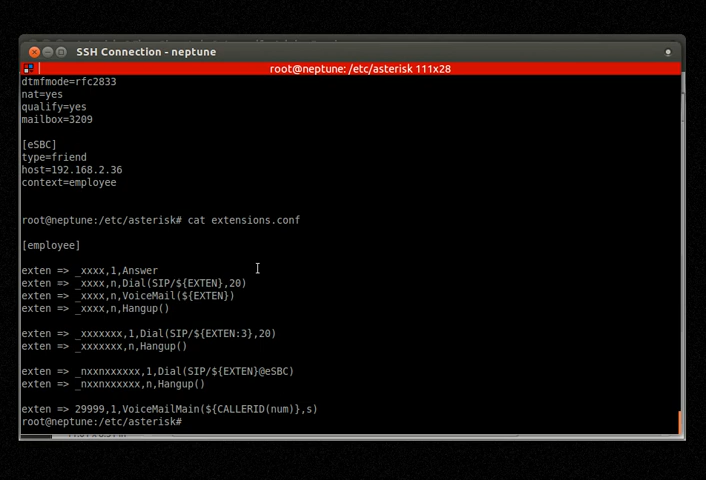 SSH Connection - neptune
root@neptune: /etc/asterisk 111x28
dtmfmode=rfc2833
nat=yes
qualify=yes
mailbox=3209
[eSBC]
type=friend
host=192.168.2.36
context=employee
root@neptune:/etc/asterisk# cat extensions.conf
[employee]
exten => _xxxx,1,Answer
exten => _xxxx,n,Dial(SIP/${EXTEN},20)
exten => _xxxx,n,VoiceMail(${EXTEN})
exten => _xxxx,n,Hangup()
exten => _xxxxxxx,1,Dial(SIP/${EXTEN:3},20)
exten => _xxxxxxx,n,Hangup()
exten => _nxxnxxxxxx,1,Dial(SIP/${EXTEN}@eSBC)
exten => _nxxnxxxxxx,n,Hangup()
exten => 29999,1,VoiceMailMain(${CALLERID(num)},s)
root@neptune:/etc/asterisk#